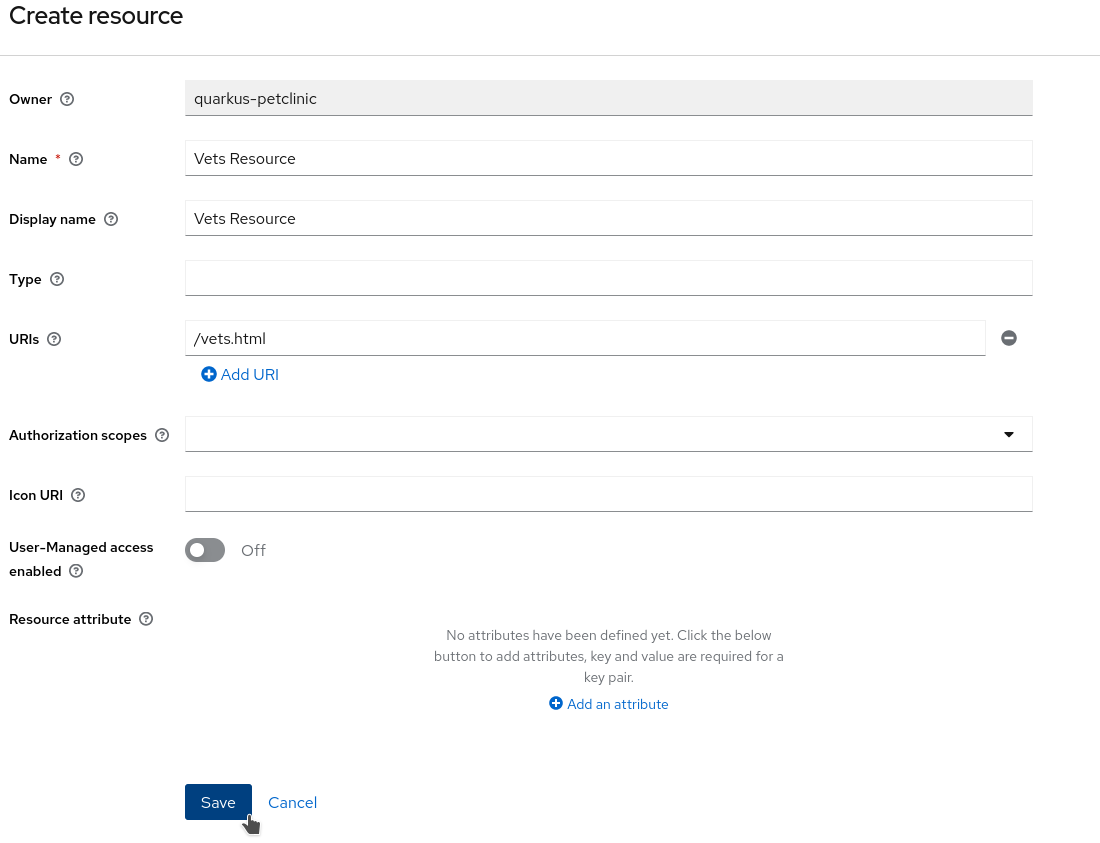 Create resource
Owner
quarkus-petclinic
Name *
Vets Resource
Display name
Vets Resource
Type
URIs
/vets.html
Add URI
Authorization scopes
Icon URI
User-Managed access
enabled
Off
Resource attribute
No attributes have been defined yet. Click the below
button to add attributes, key and value are required for a
key pair.
Add an attribute
Save Cancel